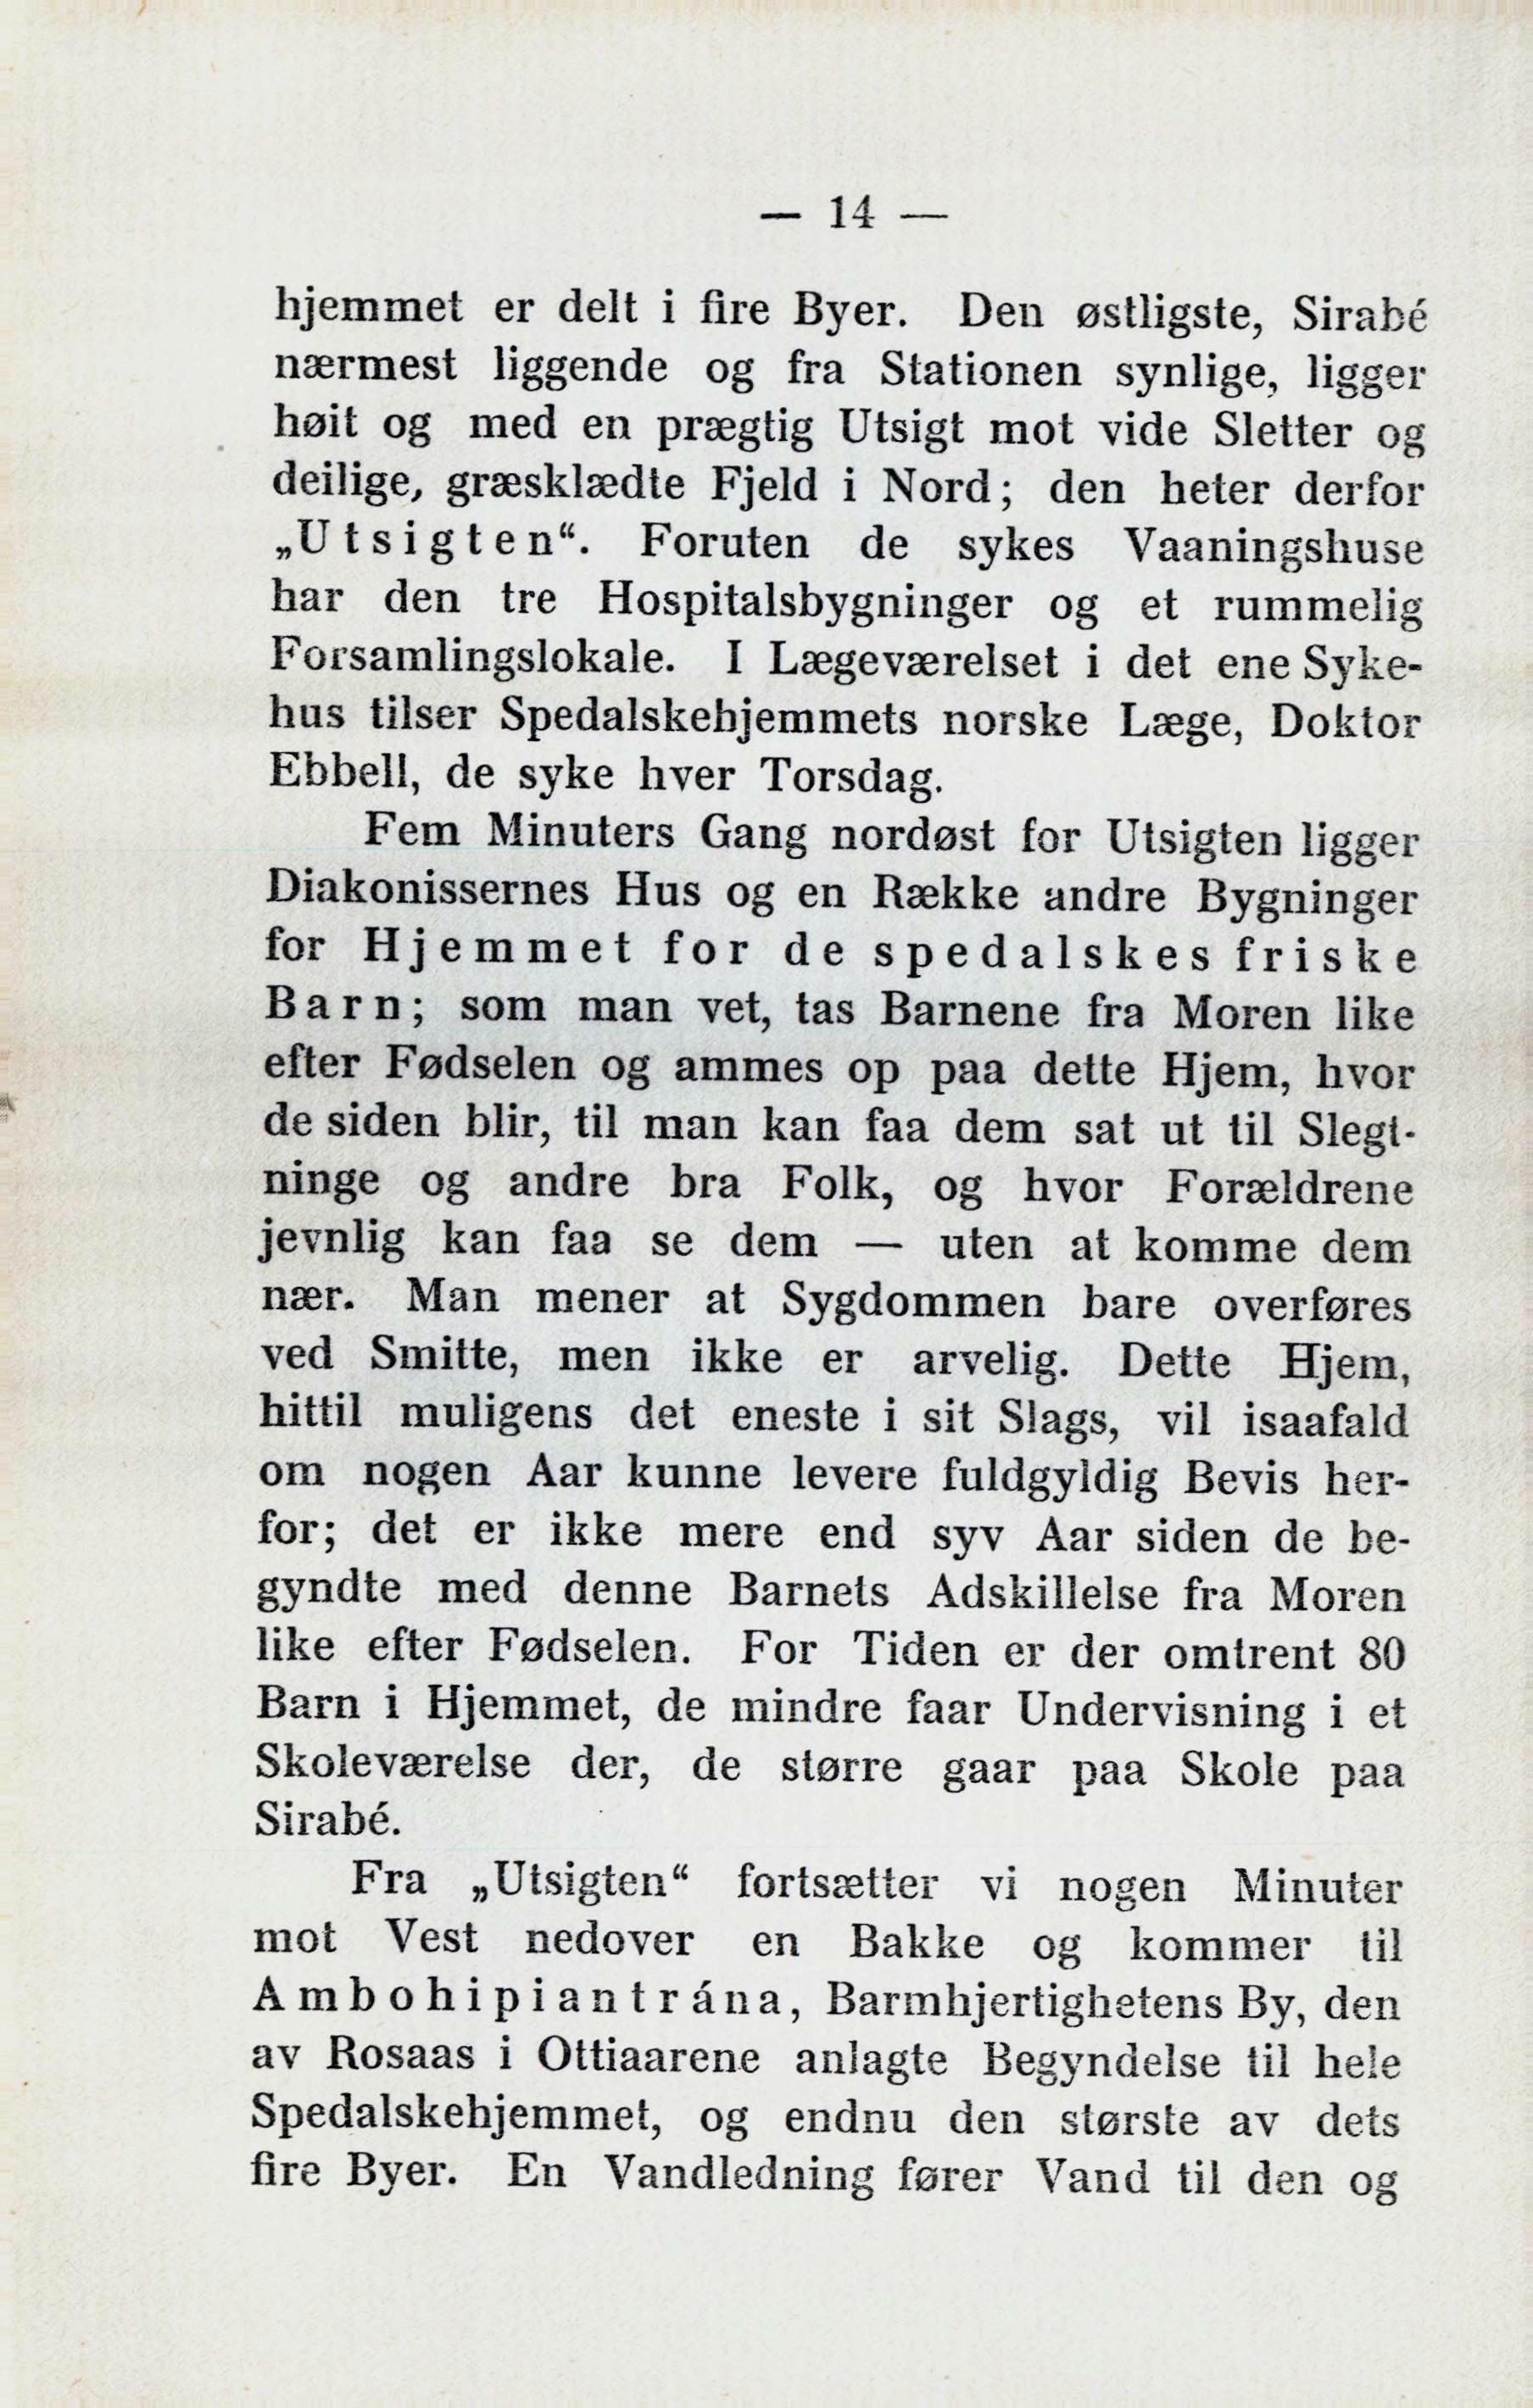 — 14 —
hjemmet er delt i fire Byer. Den østligste, Sirabé
nærmest liggende og fra Stationen synlige, ligger
høit og med en prægtig Utsigt mot vide Sletter og
deilige, græsklædte Fjeld i Nord; den heter derfor
„Utsigten“. Foruten de sykes Vaaningshuse
har den tre Hospitalsbygninger og et rummelig
Forsamlingslokale. I Lægeværelset i det ene Syke-
hus tilser Spedalskehjemmets norske Læge, Doktor
Ebbell, de syke hver Torsdag.
Fem Minuters Gang nordøst for Utsigten ligger
Diakonissernes Hus og en Række andre Bygninger
for Hjemmet for de spedalskes friske
Barn; som man vet, tas Barnene fra Moren like
efter Fødselen og ammes op paa dette Hjem, hvor
de siden blir, til man kan faa dem sat ut til Slegt-
ninge og andre bra Folk, og hvor Forældrene
jevnlig kan faa se dem — uten at komme dem
nær. Man mener at Sygdommen bare overføres
ved Smitte, men ikke er arvelig. Dette Hjem,
hittil muligens det eneste i sit Slags, vil isaafald
om nogen Aar kunne levere fuldgyldig Bevis her-
for; det er ikke mere end syv Aar siden de be-
gyndte med denne Barnets Adskillelse fra Moren
like efter Fødselen. For Tiden er der omtrent 80
Barn i Hjemmet, de mindre faar Undervisning i et
Skoleværelse der, de større gaar paa Skole paa
Sirabé.
Fra „Utsigten“ fortsætter vi nogen Minuter
mot Vest nedover en Bakke og kommer til
Ambohipiantrána, Barmhjertighetens By, den
av Rosaas i Ottiaarene anlagte Begyndelse til hele
Spedalskehjemmet, og endnu den største av dets
fire Byer. En Vandledning fører Vand til den og